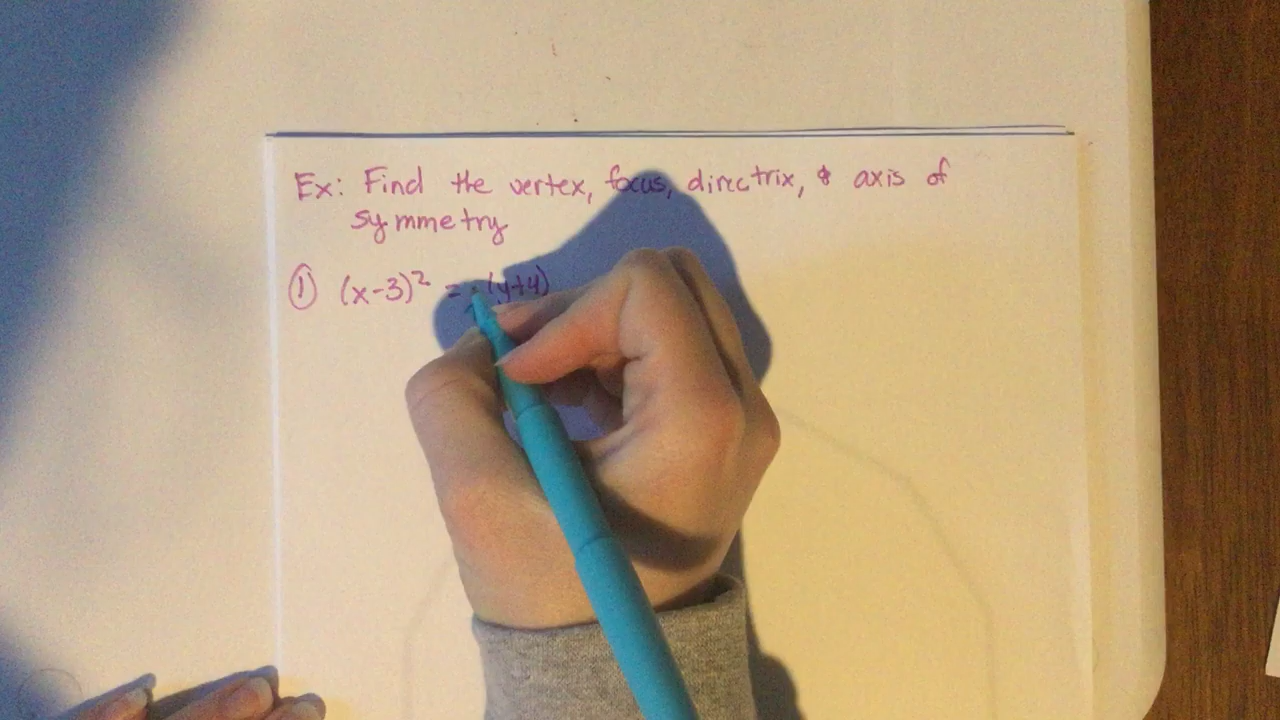 Ex: Find the vertex, focus, directrix, & axis of
symmetry
① (x-3)² = (y+4)